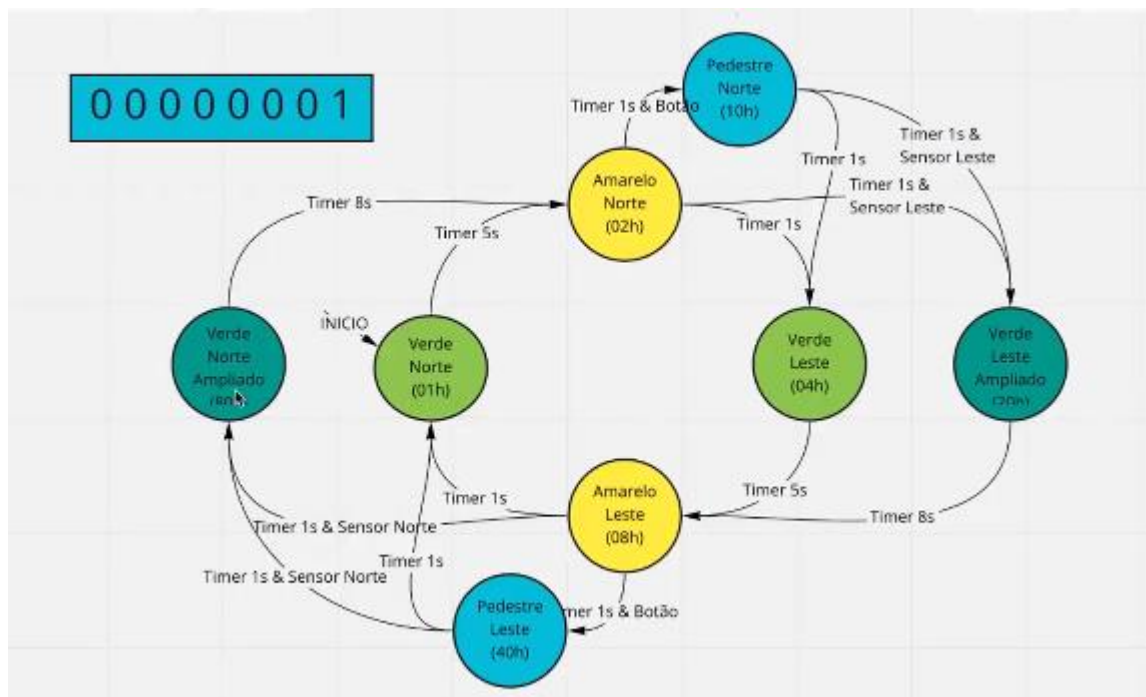 00000001
Pedestre
Norte
(10h)
Timer 1s & Botão
Timer 1s &
Sensor Leste
Timer 1s
Amarelo
Norte
(02h)
Timer 1s &
Sensor Leste
Timer 8s
Timer 5s
Timer 1s
INICIO
Verde
Norte
Ampliado
Verde
Norte
(01h)
Verde
Leste
(04h)
Verde
Leste
Ampliado
(20h)
Timer 1s
Amarelo
Leste
(08h)
Timer 5s
Timer 8s
Timer 1s & Sensor Norte
Timer 1s
Timer 1s & Sensor Norte
Pedestre
Leste
(40h)
mer 1s & Botão